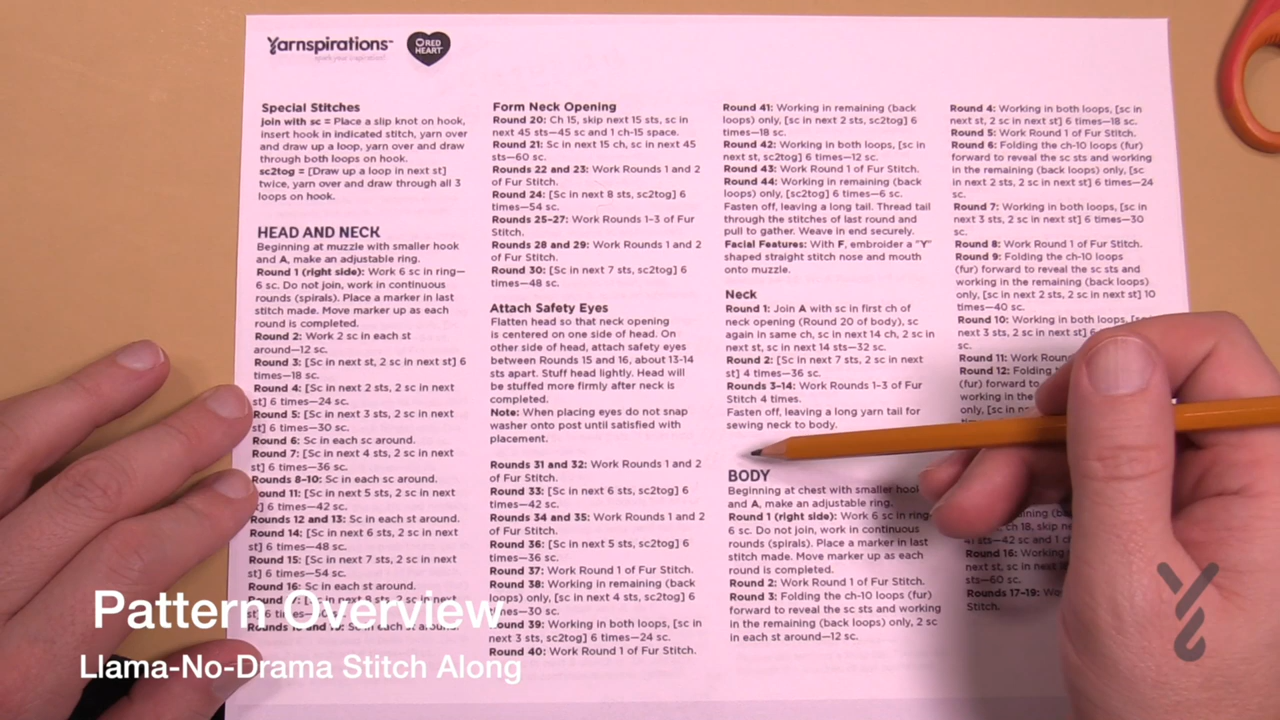 Yarnspirations™
spark your inspiration!
RED
HEART
Special Stitches
join with sc = Place a slip knot on hook,
insert hook in indicated stitch, yarn over
and draw up a loop, yarn over and draw
through both loops on hook.
sc2tog = [Draw up a loop in next st]
twice, yarn over and draw through all 3
loops on hook.
HEAD AND NECK
Beginning at muzzle with smaller hook
and A, make an adjustable ring.
Round 1 (right side): Work 6 sc in ring—
6 sc. Do not join, work in continuous
rounds (spirals). Place a marker in last
stitch made. Move marker up as each
round is completed.
Round 2: Work 2 sc in each st
around—12 sc.
Round 3: [Sc in next st, 2 sc in next st] 6
times—18 sc.
Round 4: [Sc in next 2 sts, 2 sc in next
st] 6 times—24 sc.
Round 5: [Sc in next 3 sts, 2 sc in next
st] 6 times—30 sc.
Round 6: Sc in each sc around.
Round 7: [Sc in next 4 sts, 2 sc in next
st] 6 times—36 sc.
Rounds 8–10: Sc in each sc around.
ound 11: [Sc in next 5 sts, 2 sc in next
] 6 times—42 sc.
Rounds 12 and 13: Sc in each st around.
Round 14: [Sc in next 6 sts, 2 sc in next
st] 6 times—48 sc.
Round 15: [Sc in next 7 sts, 2 sc in next
st] 6 times—54 sc.
Round 16: Sc in each st around.
st] 6
Form Neck Opening
Round 20: Ch 15, skip next 15 sts, sc in
next 45 sts—45 sc and 1 ch-15 space.
Round 21: Sc in next 15 ch, sc in next 45
sts—60 sc.
Rounds 22 and 23: Work Rounds 1 and 2
of Fur Stitch.
Round 24: [Sc in next 8 sts, sc2tog] 6
times—54 sc.
Rounds 25–27: Work Rounds 1–3 of Fur
Stitch.
Rounds 28 and 29: Work Rounds 1 and 2
of Fur Stitch.
Round 30: [Sc in next 7 sts, sc2tog] 6
times—48 sc.
Attach Safety Eyes
Flatten head so that neck opening
is centered on one side of head. On
other side of head, attach safety eyes
between Rounds 15 and 16, about 13-14
sts apart. Stuff head lightly. Head will
be stuffed more firmly after neck is
completed.
Note: When placing eyes do not snap
washer onto post until satisfied with
placement.
Rounds 31 and 32: Work Rounds 1 and 2
of Fur Stitch.
Round 33: [Sc in next 6 sts, sc2tog] 6
times—42 sc.
Rounds 34 and 35: Work Rounds 1 and 2
of Fur Stitch.
Round 36: [Sc in next 5 sts, sc2tog] 6
times—36 sc.
Round 37: Work Round 1 of Fur Stitch.
Round 38: Working in remaining (back
loops) only, [sc in next 4 sts, sc2tog] 6
times—30 sc.
Round 39: Working in both loops, [sc in
next 3 sts, sc2tog] 6 times—24 sc.
Round 40: Work Round 1 of Fur Stitch.
Round 41: Working in remaining (back
loops) only, [sc in next 2 sts, sc2tog] 6
times—18 sc.
Round 42: Working in both loops, [sc in
next st, sc2tog] 6 times—12 sc.
Round 43: Work Round 1 of Fur Stitch.
Round 44: Working in remaining (back
loops) only, [sc2tog] 6 times—6 sc.
Fasten off, leaving a long tail. Thread tail
through the stitches of last round and
pull to gather. Weave in end securely.
Facial Features: With F, embroider a "Y"
shaped straight stitch nose and mouth
onto muzzle.
Neck
Round 1: Join A with sc in first ch of
neck opening (Round 20 of body), sc
again in same ch, sc in next 14 ch, 2 sc in
next st, sc in next 14 sts—32 sc.
Round 2: [Sc in next 7 sts, 2 sc in next
st] 4 times—36 sc.
Rounds 3–14: Work Rounds 1–3 of Fur
Stitch 4 times.
Fasten off, leaving a long yarn tail for
sewing neck to body.
BODY
Beginning at chest with smaller hook
and A, make an adjustable ring.
Round 1 (right side): Work 6 sc in ring—
6 sc. Do not join, work in continuous
rounds (spirals). Place a marker in last
stitch made. Move marker up as each
round is completed.
Round 2: Work Round 1 of Fur Stitch.
Round 3: Folding the ch-10 loops (fur)
forward to reveal the sc sts and working
in the remaining (back loops) only, 2 sc
in each st around—12 sc.
Round 4: Working in both loops, [sc in
next st, 2 sc in next st] 6 times—18 sc.
Round 5: Work Round 1 of Fur Stitch.
Round 6: Folding the ch-10 loops (fur)
forward to reveal the sc sts and working
in the remaining (back loops) only, [sc
in next 2 sts, 2 sc in next st] 6 times—24
sc.
Round 7: Working in both loops, [sc in
next 3 sts, 2 sc in next st] 6 times—30
sc.
Round 8: Work Round 1 of Fur Stitch.
Round 9: Folding the ch-10 loops
(fur) forward to reveal the sc sts and
working in the remaining (back loops)
only, [sc in next 2 sts, 2 sc in next st] 10
times—40 sc.
Round 10: Working in both loops, [sc in
next 3 sts, 2 sc in next st]
sc.
Round 11: Work
Round 12: Folding
(fur) forward to
working in the
only, [sc in
ch 18, skip
41 sts—42 sc and 1
Round 16: Working
sts—60 sc.
Rounds 17–19:
Stitch.
Pattern Overview
Llama-No-Drama Stitch Along